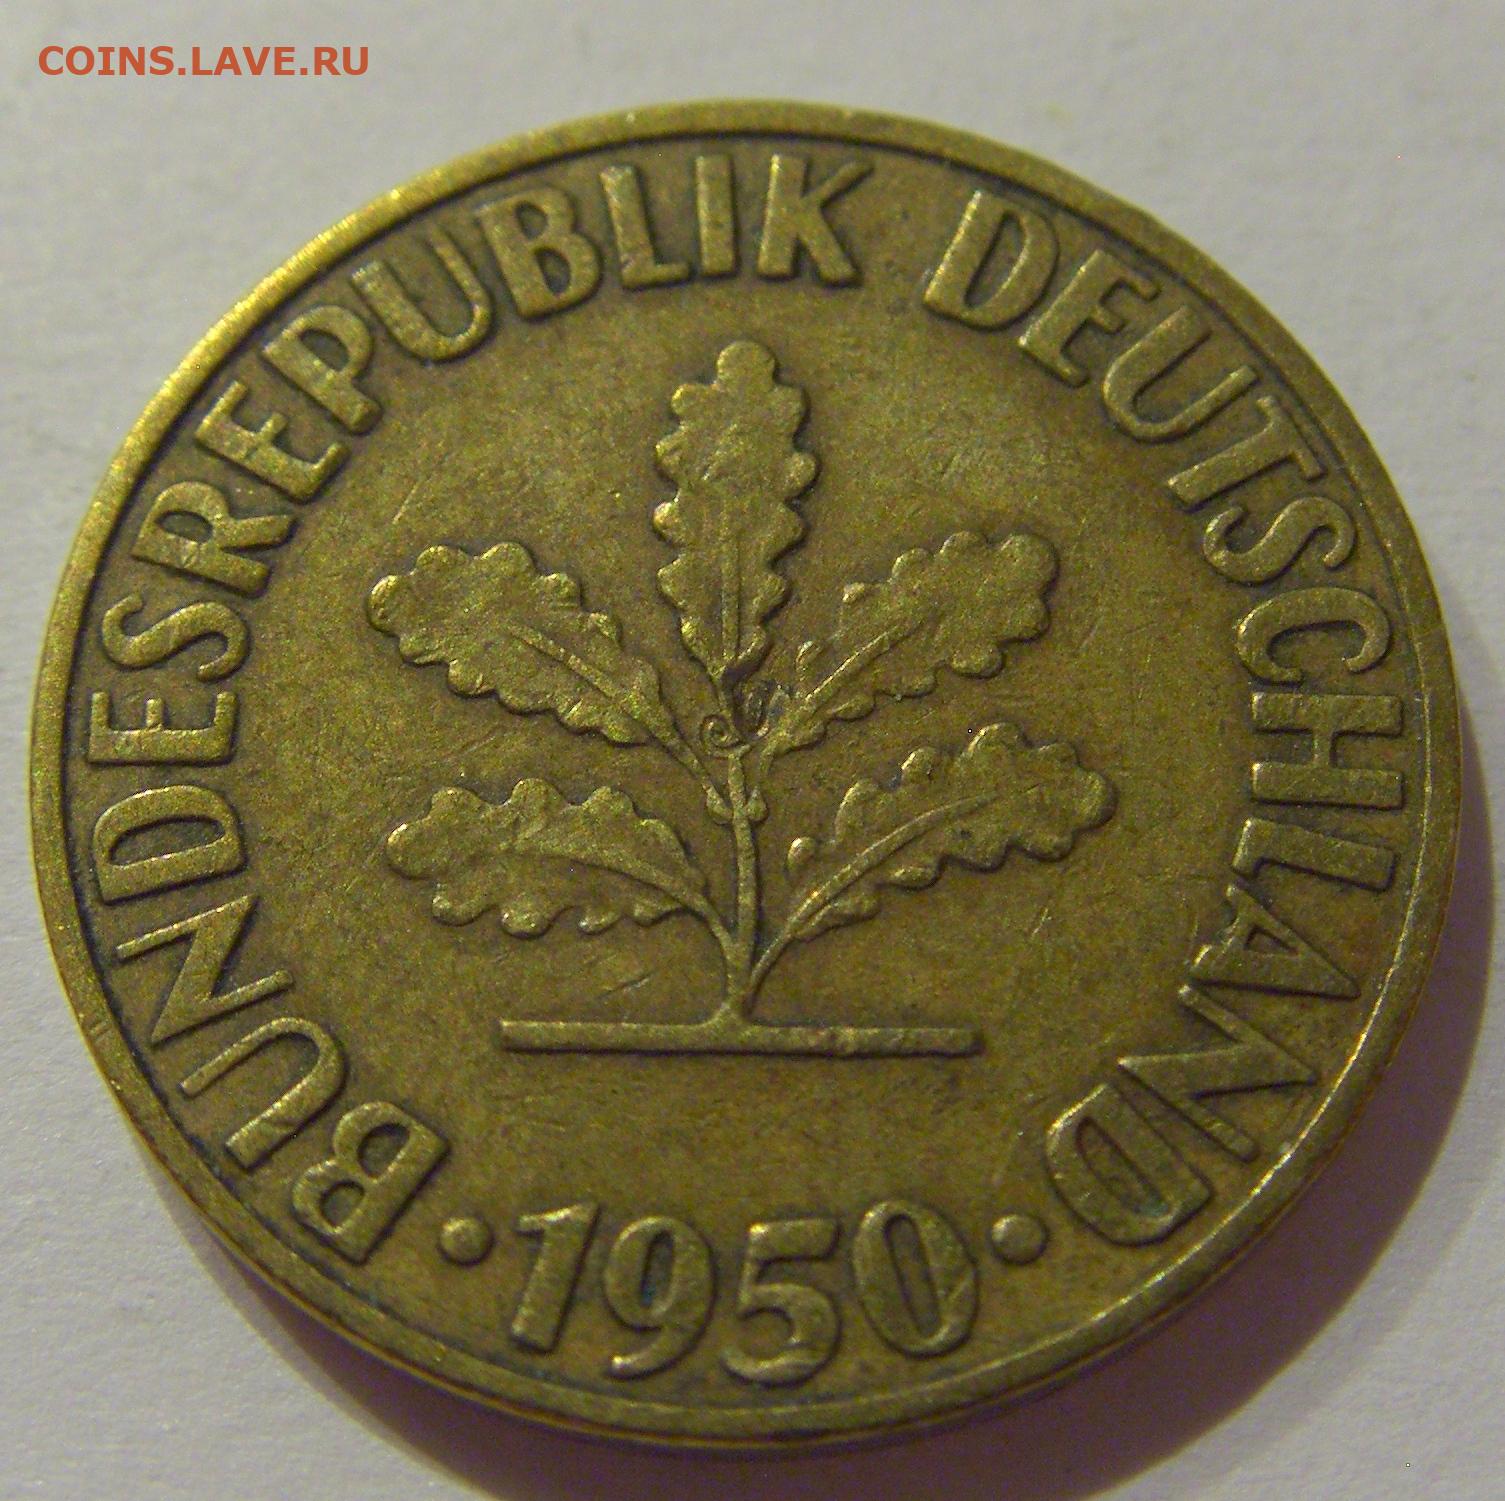 COINS.LAVE.RU
BUNDESREPUBLIK DEUTSCHLAND
· 1950 ·